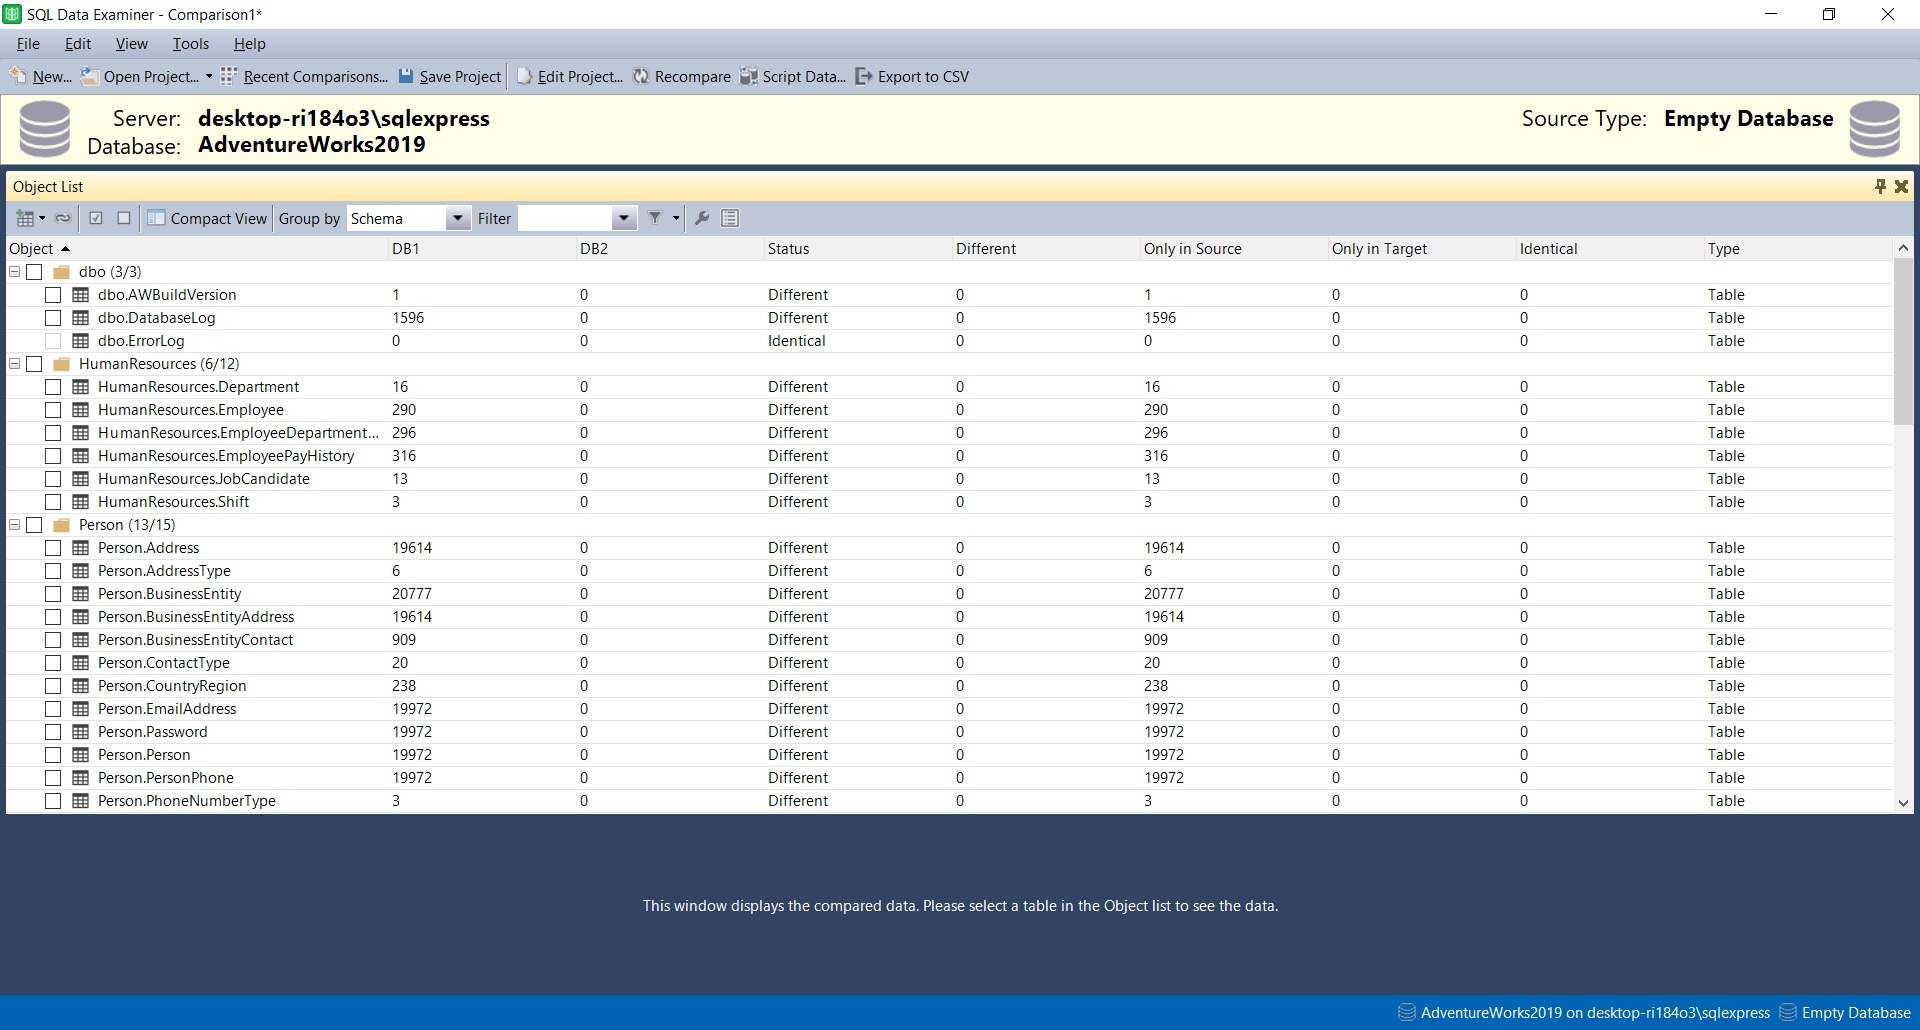 SQL Data Examiner - Comparison1*
File Edit View Tools Help
New... Open Project... Recent Comparisons... Save Project Edit Project... Recompare Script Data... Export to CSV
Server: desktop-ri184o3\sqlexpress Source Type: Empty Database
Database: AdventureWorks2019
Object List
Compact View Group by Schema Filter
Object DB1 DB2 Status Different Only in Source Only in Target Identical Type
dbo (3/3)
dbo.AWBuildVersion 1 0 Different 0 1 0 0 Table
dbo.DatabaseLog 1596 0 Different 0 1596 0 0 Table
dbo.ErrorLog 0 0 Identical 0 0 0 0 Table
HumanResources (6/12)
HumanResources.Department 16 0 Different 0 16 0 0 Table
HumanResources.Employee 290 0 Different 0 290 0 0 Table
HumanResources.EmployeeDepartment... 296 0 Different 0 296 0 0 Table
HumanResources.EmployeePayHistory 316 0 Different 0 316 0 0 Table
HumanResources.JobCandidate 13 0 Different 0 13 0 0 Table
HumanResources.Shift 3 0 Different 0 3 0 0 Table
Person (13/15)
Person.Address 19614 0 Different 0 19614 0 0 Table
Person.AddressType 6 0 Different 0 6 0 0 Table
Person.BusinessEntity 20777 0 Different 0 20777 0 0 Table
Person.BusinessEntityAddress 19614 0 Different 0 19614 0 0 Table
Person.BusinessEntityContact 909 0 Different 0 909 0 0 Table
Person.ContactType 20 0 Different 0 20 0 0 Table
Person.CountryRegion 238 0 Different 0 238 0 0 Table
Person.EmailAddress 19972 0 Different 0 19972 0 0 Table
Person.Password 19972 0 Different 0 19972 0 0 Table
Person.Person 19972 0 Different 0 19972 0 0 Table
Person.PersonPhone 19972 0 Different 0 19972 0 0 Table
Person.PhoneNumberType 3 0 Different 0 3 0 0 Table
This window displays the compared data. Please select a table in the Object list to see the data.
AdventureWorks2019 on desktop-ri184o3\sqlexpress Empty Database